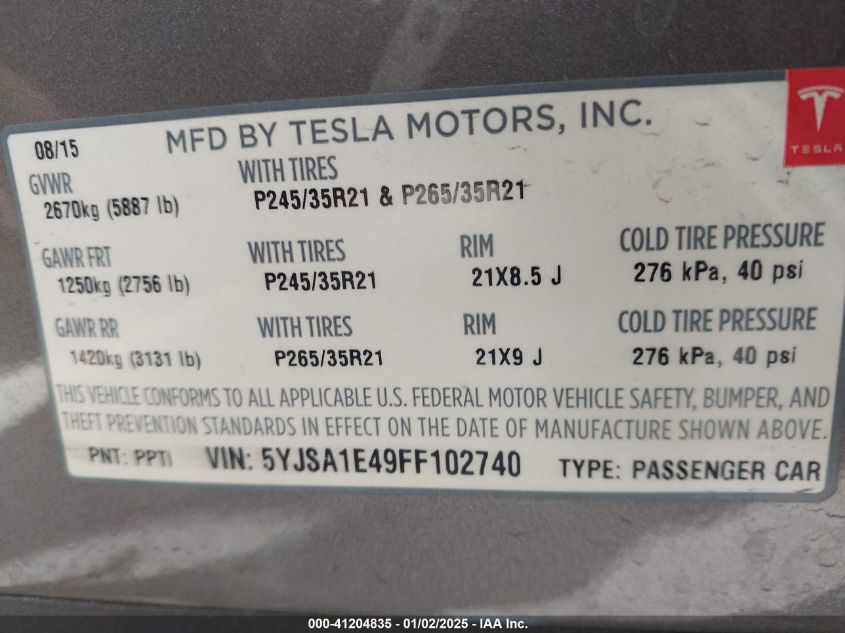 08/15 MFD BY TESLA MOTORS, INC.
TESLA
GVWR WITH TIRES
2670kg (5887 lb) P245/35R21 & P265/35R21
GAWR FRT WITH TIRES RIM COLD TIRE PRESSURE
1250kg (2756 lb) P245/35R21 21X8.5 J 276 kPa, 40 psi
GAWR RR WITH TIRES RIM COLD TIRE PRESSURE
1420kg (3131 lb) P265/35R21 21X9 J 276 kPa, 40 psi
THIS VEHICLE CONFORMS TO ALL APPLICABLE U.S. FEDERAL MOTOR VEHICLE SAFETY, BUMPER, AND
THEFT PREVENTION STANDARDS IN EFFECT ON THE DATE OF MANUFACTURE SHOWN ABOVE.
PNT: PPTI VIN: 5YJSA1E49FF102740 TYPE: PASSENGER CAR
000-41204835 - 01/02/2025 - IAA Inc.